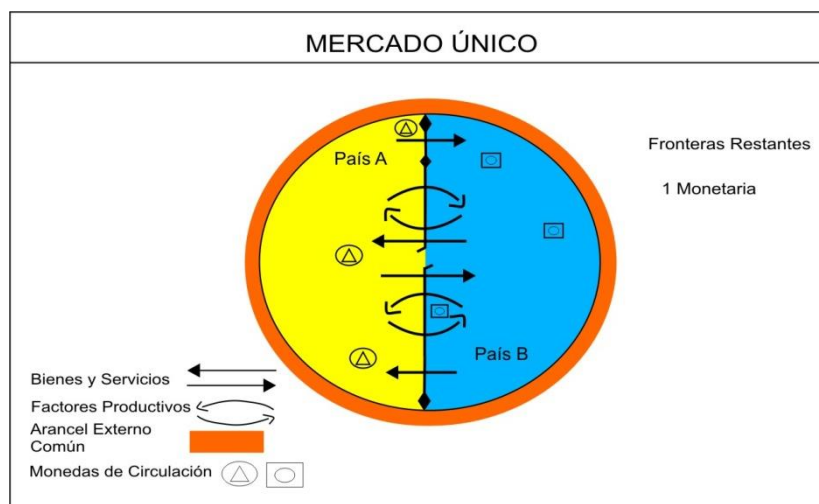 MERCADO ÚNICO
País A
Fronteras Restantes
1 Monetaria
País B
Bienes y Servicios
Factores Productivos
Arancel Externo
Común
Monedas de Circulación